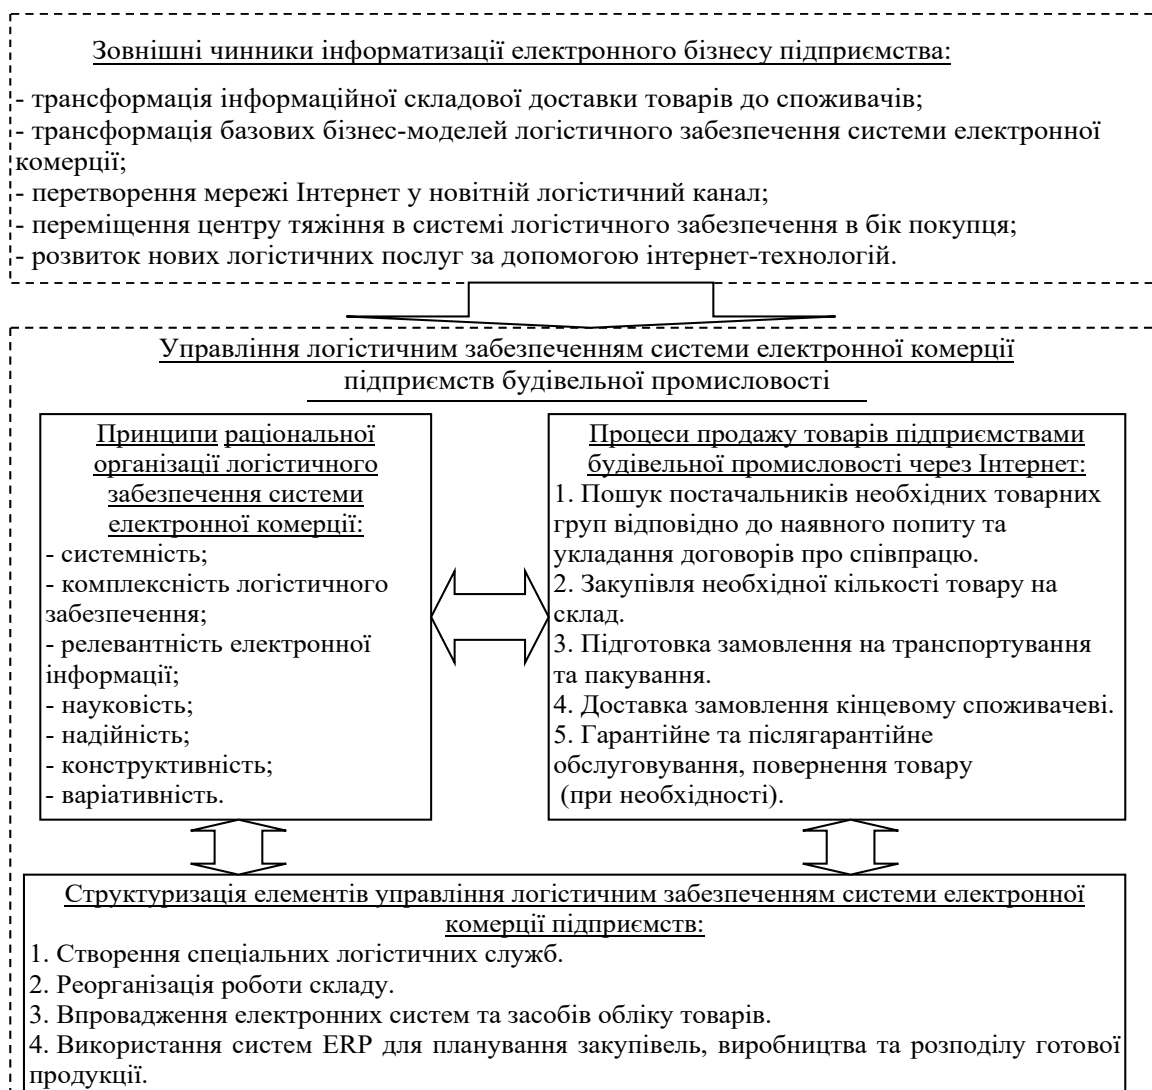 Зовнішні чинники інформатизації електронного бізнесу підприємства:
- трансформація інформаційної складової доставки товарів до споживачів;
- трансформація базових бізнес-моделей логістичного забезпечення системи електронної
комерції;
- перетворення мережі Інтернет у новітній логістичний канал;
- переміщення центру тяжіння в системі логістичного забезпечення в бік покупця;
- розвиток нових логістичних послуг за допомогою інтернет-технологій.
Управління логістичним забезпеченням системи електронної комерції
підприємств будівельної промисловості
Принципи раціональної
організації логістичного
забезпечення системи
електронної комерції:
- системність;
- комплексність логістичного
забезпечення;
- релевантність електронної
інформації;
- науковість;
- надійність;
- конструктивність;
- варіативність.
Процеси продажу товарів підприємствами
будівельної промисловості через Інтернет:
1. Пошук постачальників необхідних товарних
груп відповідно до наявного попиту та
укладання договорів про співпрацю.
2. Закупівля необхідної кількості товару на
склад.
3. Підготовка замовлення на транспортування
та пакування.
4. Доставка замовлення кінцевому споживачеві.
5. Гарантійне та післягарантійне
обслуговування, повернення товару
(при необхідності).
Структуризація елементів управління логістичним забезпеченням системи електронної
комерції підприємств:
1. Створення спеціальних логістичних служб.
2. Реорганізація роботи складу.
3. Впровадження електронних систем та засобів обліку товарів.
4. Використання систем ERP для планування закупівель, виробництва та розподілу готової
продукції.